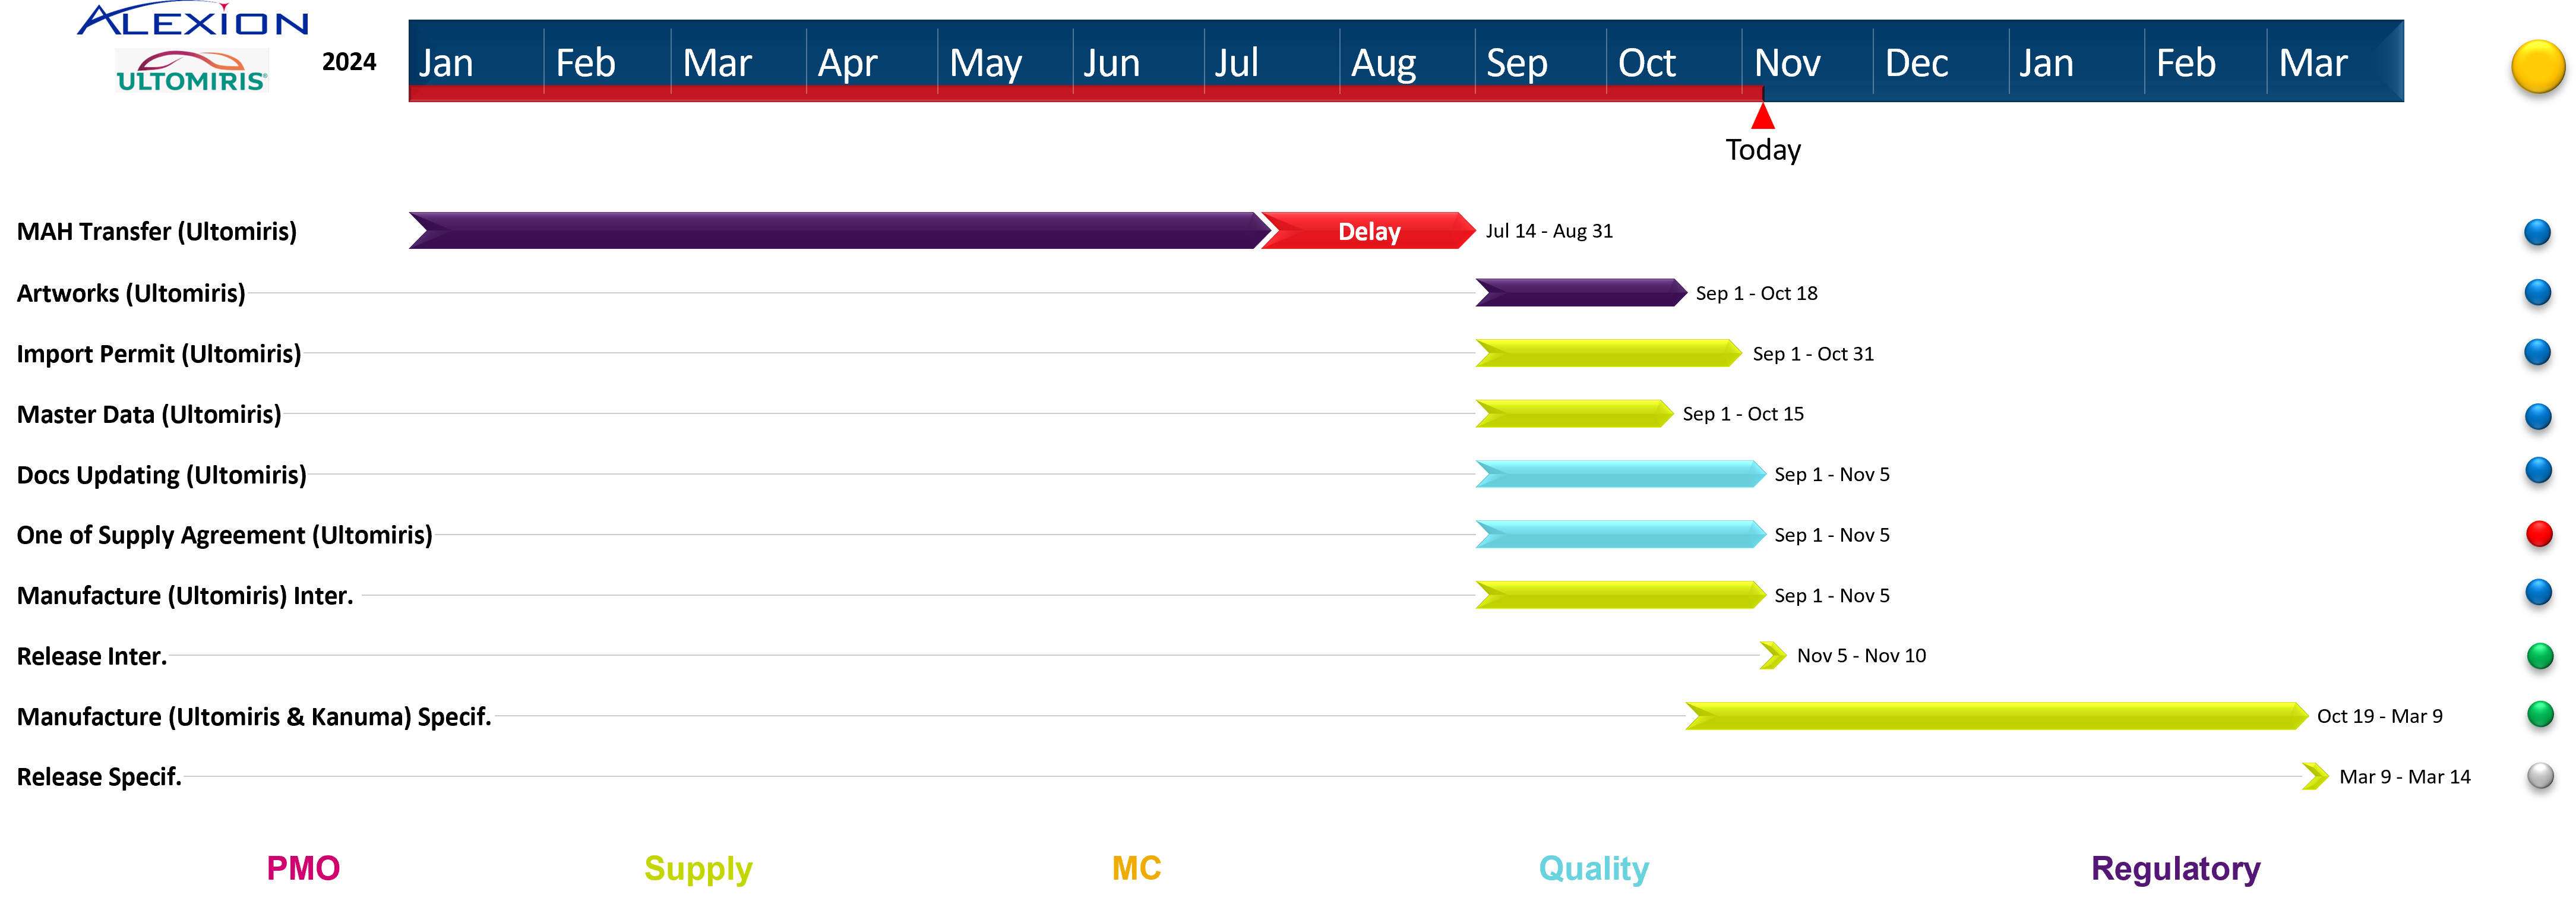 ALEXION
ULTOMIRIS®
2024 Jan Feb Mar Apr May Jun Jul Aug Sep Oct Nov Dec Jan Feb Mar
Today
MAH Transfer (Ultomiris) Delay Jul 14 - Aug 31
Artworks (Ultomiris) Sep 1 - Oct 18
Import Permit (Ultomiris) Sep 1 - Oct 31
Master Data (Ultomiris) Sep 1 - Oct 15
Docs Updating (Ultomiris) Sep 1 - Nov 5
One of Supply Agreement (Ultomiris) Sep 1 - Nov 5
Manufacture (Ultomiris) Inter. Sep 1 - Nov 5
Release Inter. Nov 5 - Nov 10
Manufacture (Ultomiris & Kanuma) Specif. Oct 19 - Mar 9
Release Specif. Mar 9 - Mar 14
PMO Supply MC Quality Regulatory